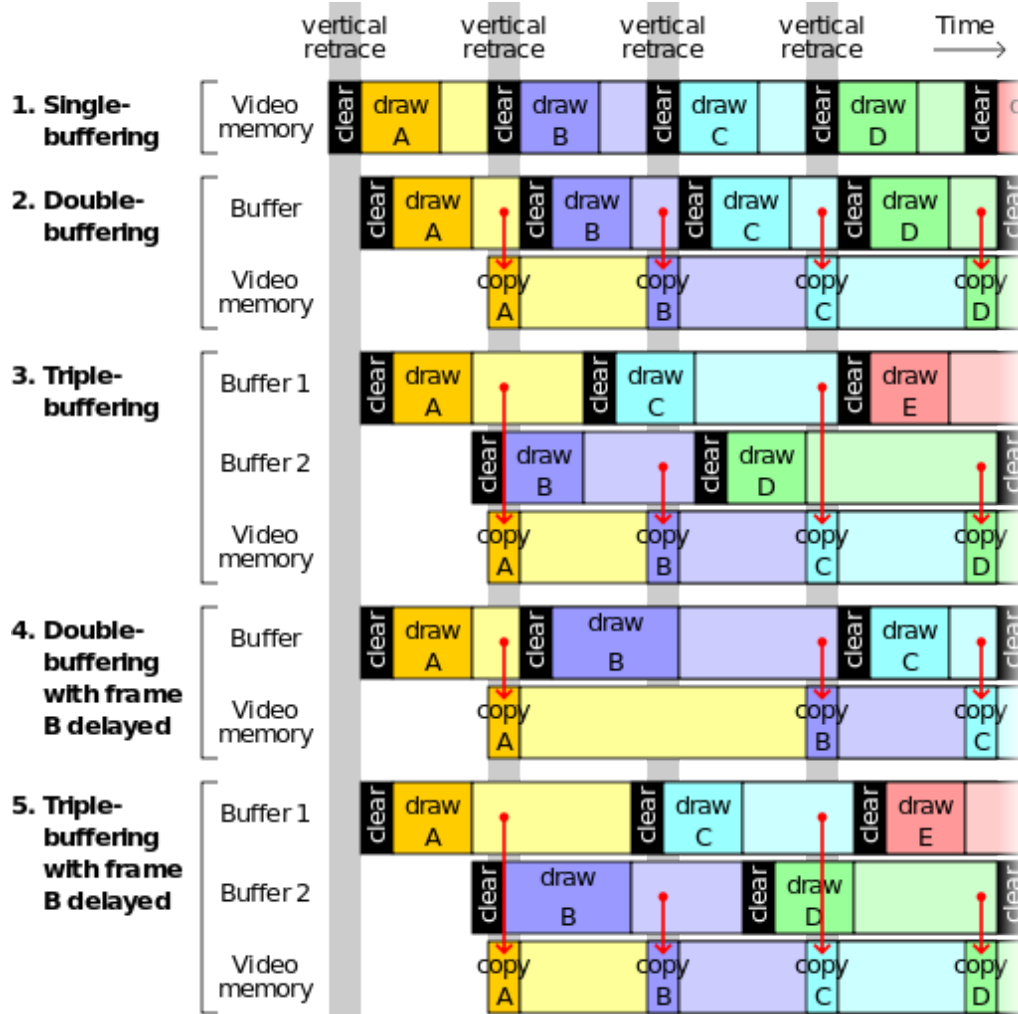 vertical retrace
vertical retrace
vertical retrace
vertical retrace
Time
1. Single-buffering
Video memory
clear
draw A
clear
draw B
clear
draw C
clear
draw D
clear
2. Double-buffering
Buffer
clear
draw A
clear
draw B
clear
draw C
clear
draw D
clear
Video memory
copy A
copy B
copy C
copy D
3. Triple-buffering
Buffer 1
clear
draw A
clear
draw C
clear
draw E
Buffer 2
clear
draw B
clear
draw D
clear
Video memory
copy A
copy B
copy C
copy D
4. Double-buffering with frame B delayed
Buffer
clear
draw A
clear
draw B
clear
draw C
clear
Video memory
copy A
copy B
copy C
5. Triple-buffering with frame B delayed
Buffer 1
clear
draw A
clear
draw C
clear
draw E
Buffer 2
clear
draw B
clear
draw D
clear
Video memory
copy A
copy B
copy C
copy D